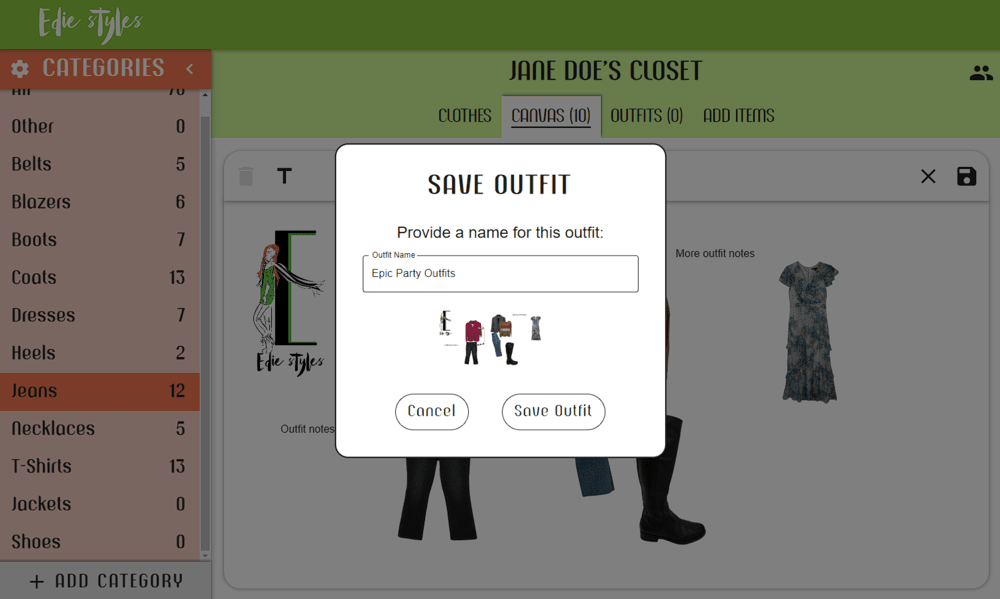 Edie styles
CATEGORIES
All 70
Other 0
Belts 5
Blazers 6
Boots 7
Coats 13
Dresses 7
Heels 2
Jeans 12
Necklaces 5
T-Shirts 13
Jackets 0
Shoes 0
+ ADD CATEGORY
JANE DOE'S CLOSET
CLOTHES CANVAS (10) OUTFITS (0) ADD ITEMS
T
SAVE OUTFIT
Provide a name for this outfit:
Outfit Name
Epic Party Outfits
Cancel Save Outfit
More outfit notes
E
Edie styles
Outfit notes